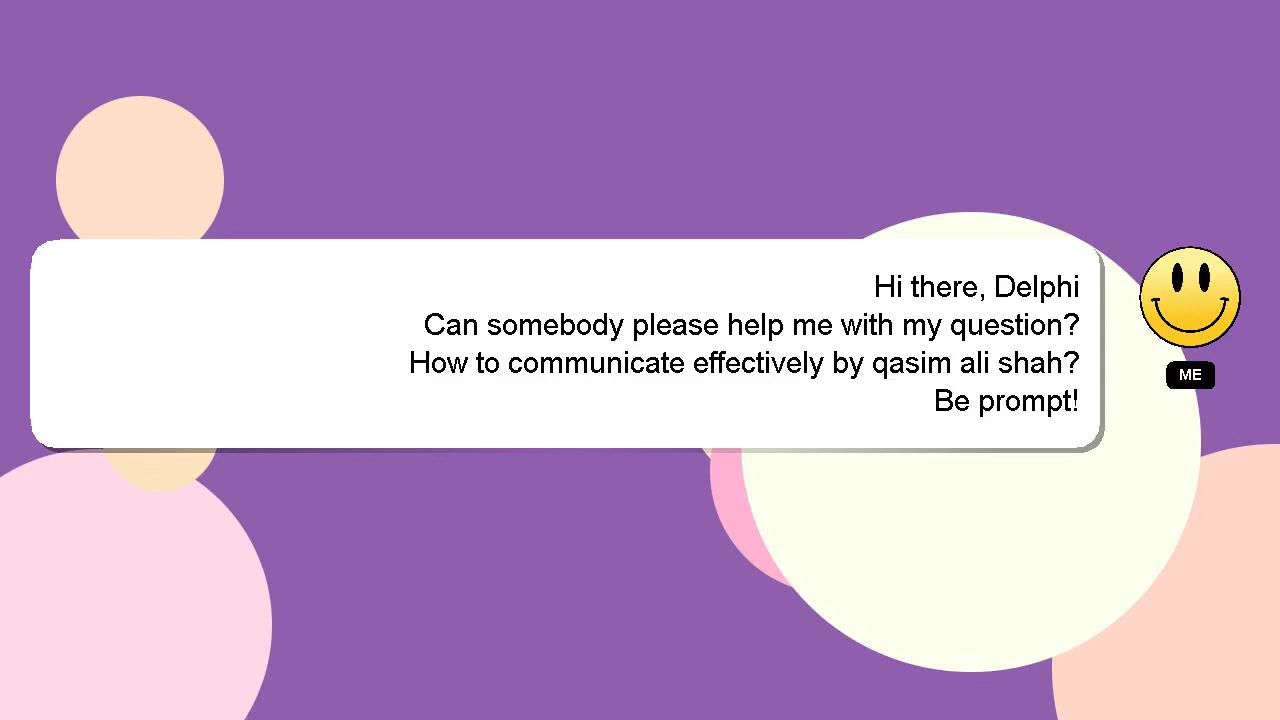 Hi there, Delphi
Can somebody please help me with my question?
How to communicate effectively by qasim ali shah?
Be prompt!
ME